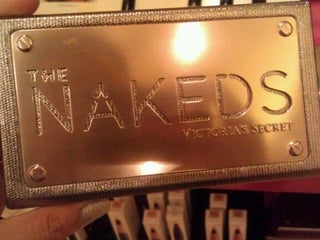 THE
NAKEDS
VICTORIA'S SECRET